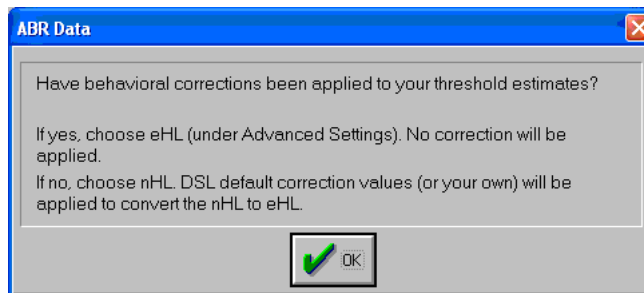 ABR Data
Have behavioral corrections been applied to your threshold estimates?
If yes, choose eHL (under Advanced Settings). No correction will be
applied.
If no, choose nHL. DSL default correction values (or your own) will be
applied to convert the nHL to eHL.
OK